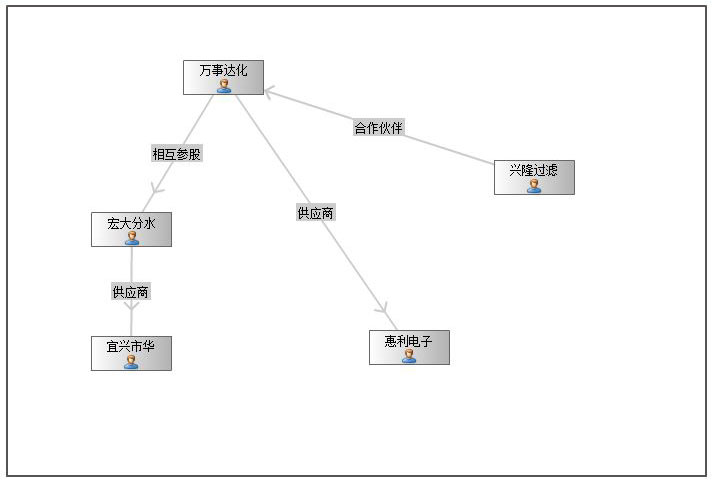 万事达化
合作伙伴
相互参股
兴隆过滤
供应商
宏大分水
供应商
惠利电子
宜兴市华